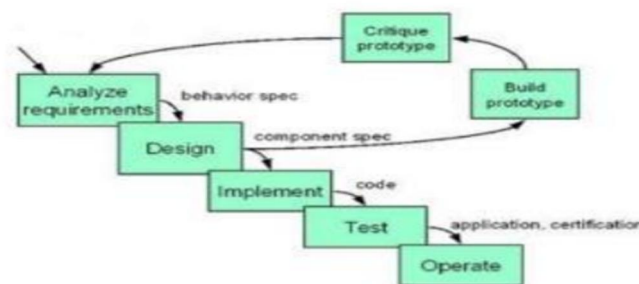 Critique
prototype
Analyze
requirements
behavior spec
Build
prototype
Design
component spec
Implement
code
Test
application, certification
Operate